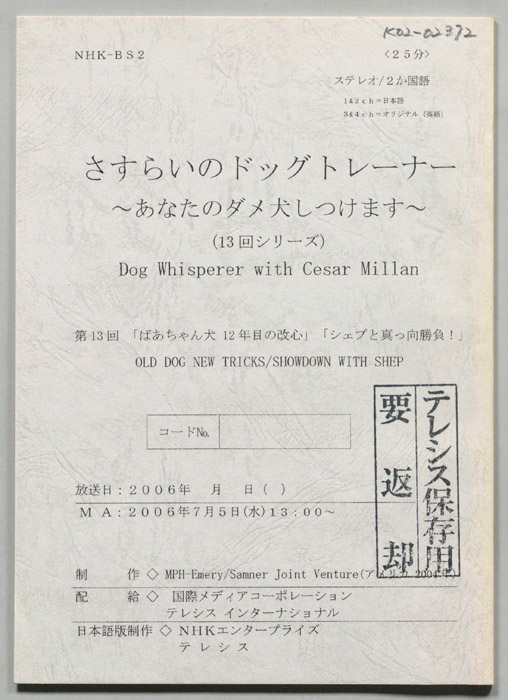 K02-02372
NHK-BS2
〈25分〉
ステレオ/2か国語
1&2ch=日本語
3&4ch=オリジナル（英語）
さすらいのドッグトレーナー
～あなたのダメ犬しつけます～
(13回シリーズ)
Dog Whisperer with Cesar Millan
第13回 「ばあちゃん犬 12年目の改心」「シェプと真っ向勝負！」
OLD DOG NEW TRICKS/SHOWDOWN WITH SHEP
テレシス保存用
要返却
コードNo.
放送日：2006年　月　日（ ）
ＭＡ：2006年7月5日(水)13:00～
制　作◇ MPH-Emery/Samner Joint Venture(アメリカ 2004年)
配　給◇ 国際メディアコーポレーション
テレシス インターナショナル
日本語版制作◇ NHKエンタープライズ
テレシス